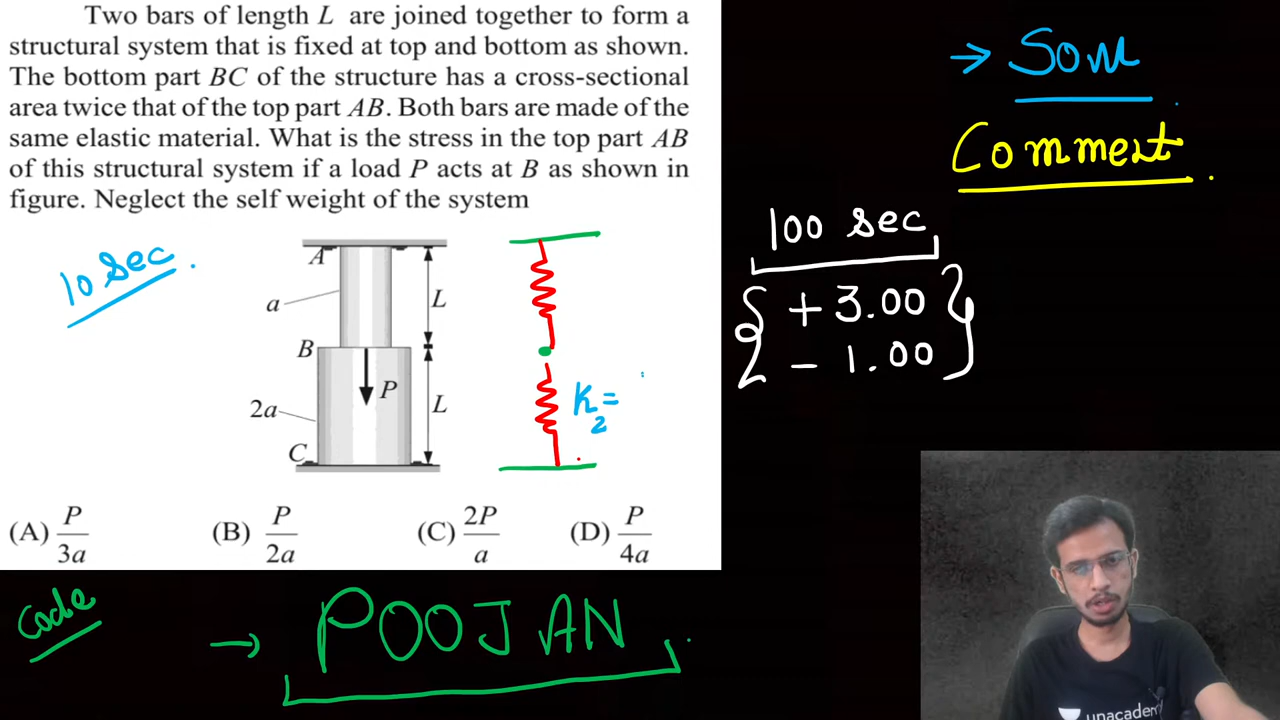 Two bars of length L are joined together to form a
structural system that is fixed at top and bottom as shown.
The bottom part BC of the structure has a cross-sectional
area twice that of the top part AB. Both bars are made of the
same elastic material. What is the stress in the top part AB
of this structural system if a load P acts at B as shown in
figure. Neglect the self weight of the system
→ SOM
Comment
100 sec
{ + 3.00 }
- 1.00
10 sec
A
a
L
B
P
2a
L
C
K2=
(A) P/3a (B) P/2a (C) 2P/a (D) P/4a
Code
→ POOJAN
unacademy